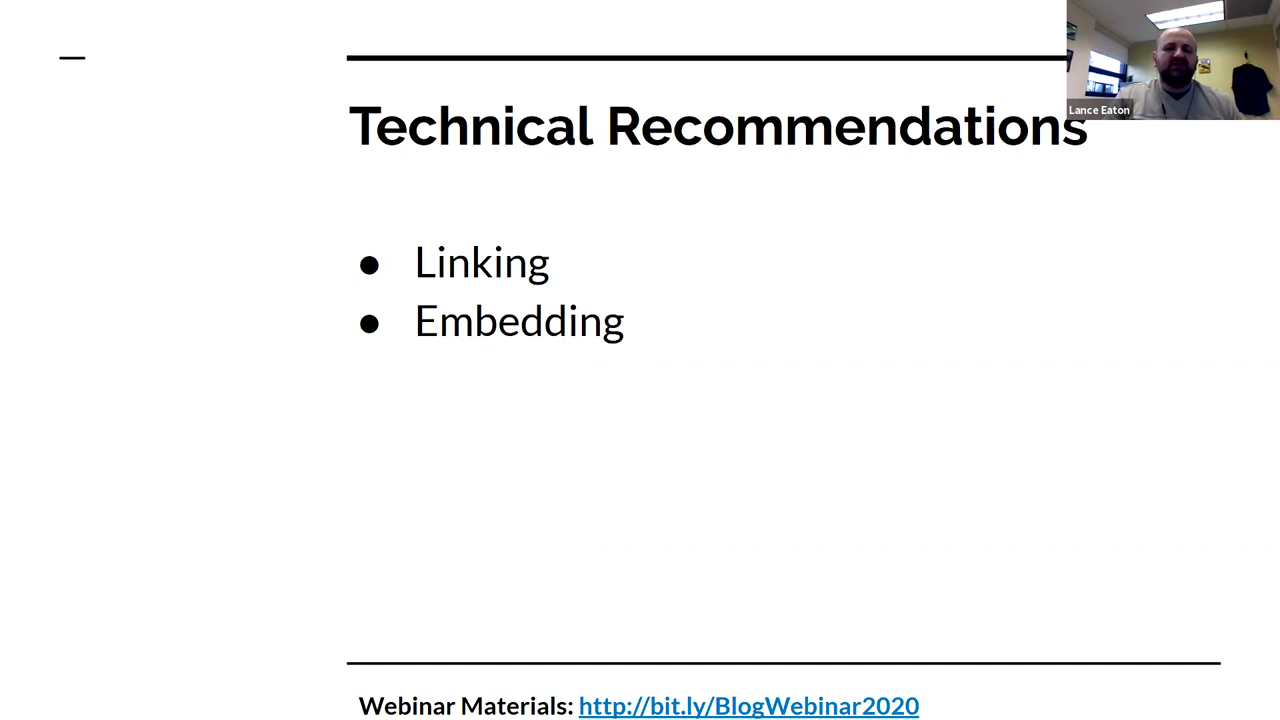 Lance Eaton
Technical Recommendations
● Linking
● Embedding
Webinar Materials: http://bit.ly/BlogWebinar2020